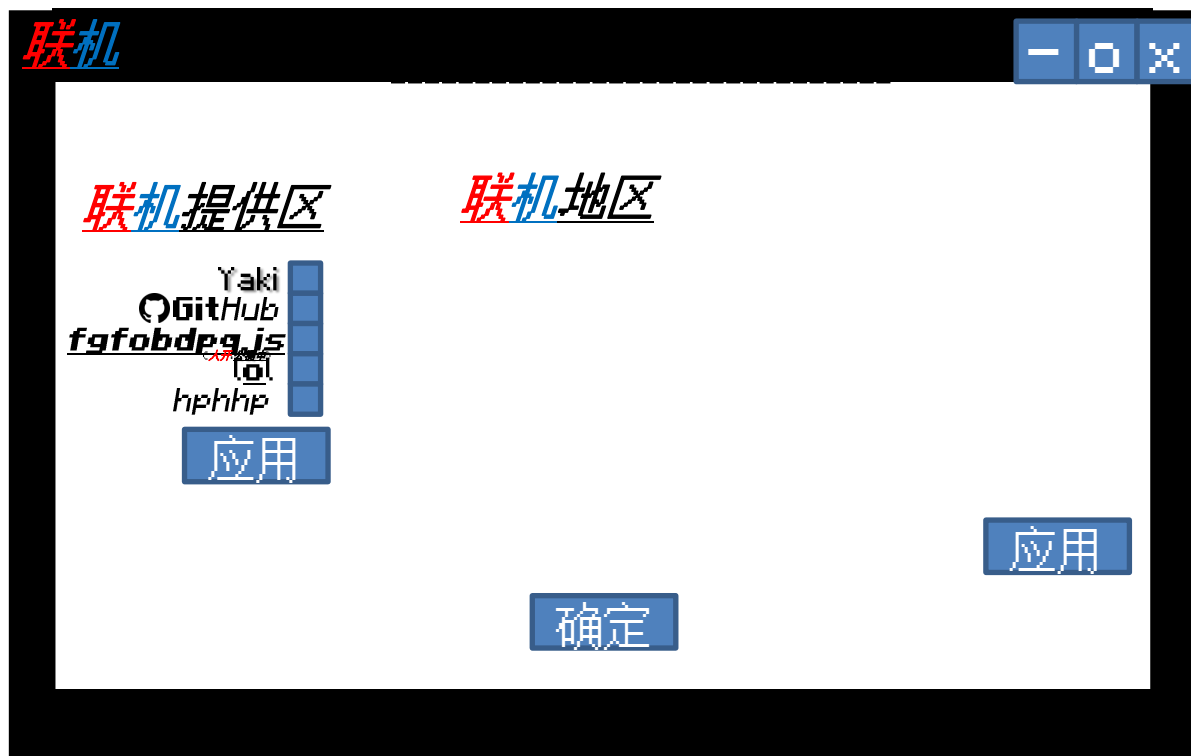 联机
— o x
联机提供区
联机地区
Yaki
GitHub
fgfobdpq.js
(o(
hphhp
应用
应用
确定